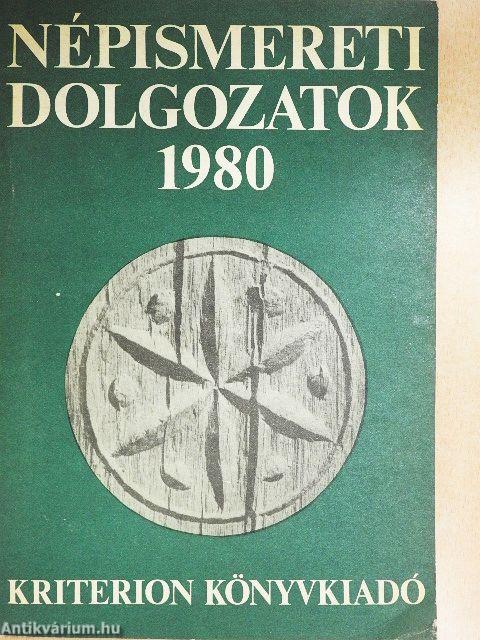 NÉPISMERETI
DOLGOZATOK
1980
KRITERION KÖNYVKIADÓ
Antikvárium.hu